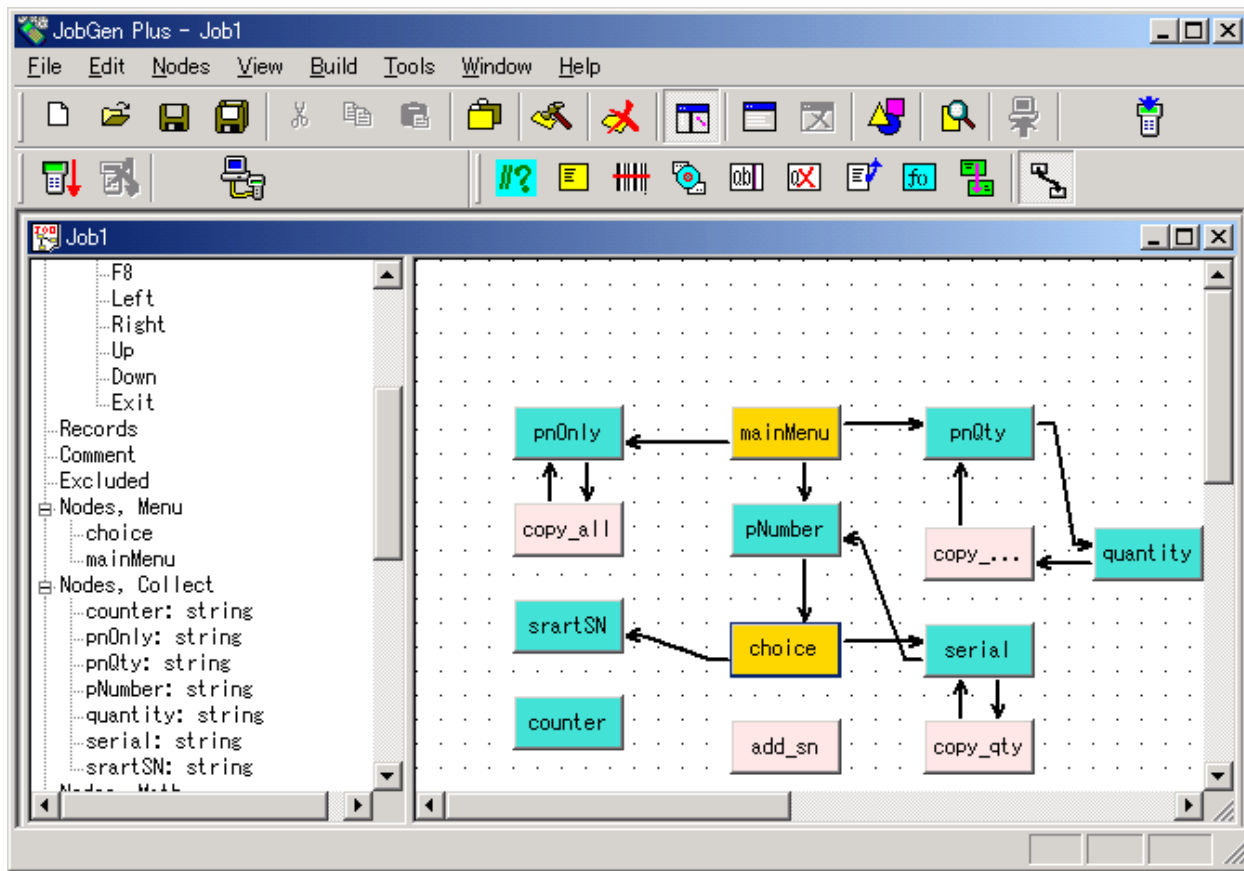 JobGen Plus - Job1
File Edit Nodes View Build Tools Window Help
Job1
F8
Left
Right
Up
Down
Exit
Records
Comment
Excluded
Nodes, Menu
choice
mainMenu
Nodes, Collect
counter: string
pnOnly: string
pnQty: string
pNumber: string
quantity: string
serial: string
srartSN: string
pnOnly mainMenu pnQty
copy_all pNumber copy_... quantity
srartSN choice serial
counter add_sn copy_qty